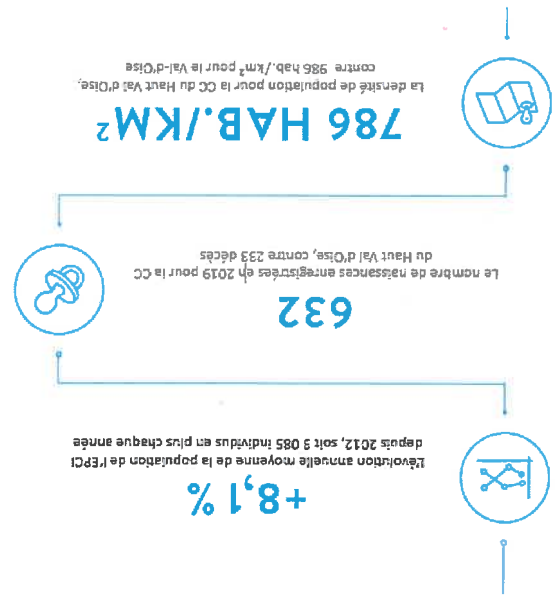 +8,1 %
L'évolution annuelle moyenne de la population de l'EPCI
depuis 2012, soit 3 085 individus en plus chaque année
632
Le nombre de naissances enregistrées en 2019 pour la CC
du Haut Val d'Oise, contre 233 décès
786 HAB./KM²
La densité de population pour la CC du Haut Val d'Oise,
contre 986 hab./km² pour le Val-d'Oise